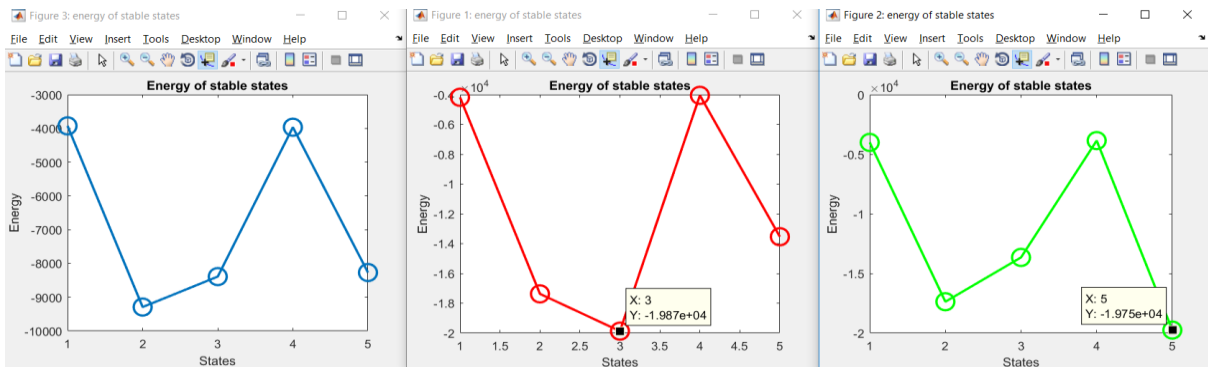 Figure 3: energy of stable states
File Edit View Insert Tools Desktop Window Help
Energy of stable states
-3000
-4000
-5000
-6000
-7000
-8000
-9000
-10000
Energy
1 2 3 4 5
States
Figure 1: energy of stable states
File Edit View Insert Tools Desktop Window Help
×10⁴
Energy of stable states
-0.4
-0.6
-0.8
-1
-1.2
-1.4
-1.6
-1.8
-2
Energy
X: 3
Y: -1.987e+04
1 1.5 2 2.5 3 3.5 4 4.5 5
States
Figure 2: energy of stable states
File Edit View Insert Tools Desktop Window Help
×10⁴
Energy of stable states
0
-0.5
-1
-1.5
-2
Energy
X: 5
Y: -1.975e+04
1 2 3 4 5
States